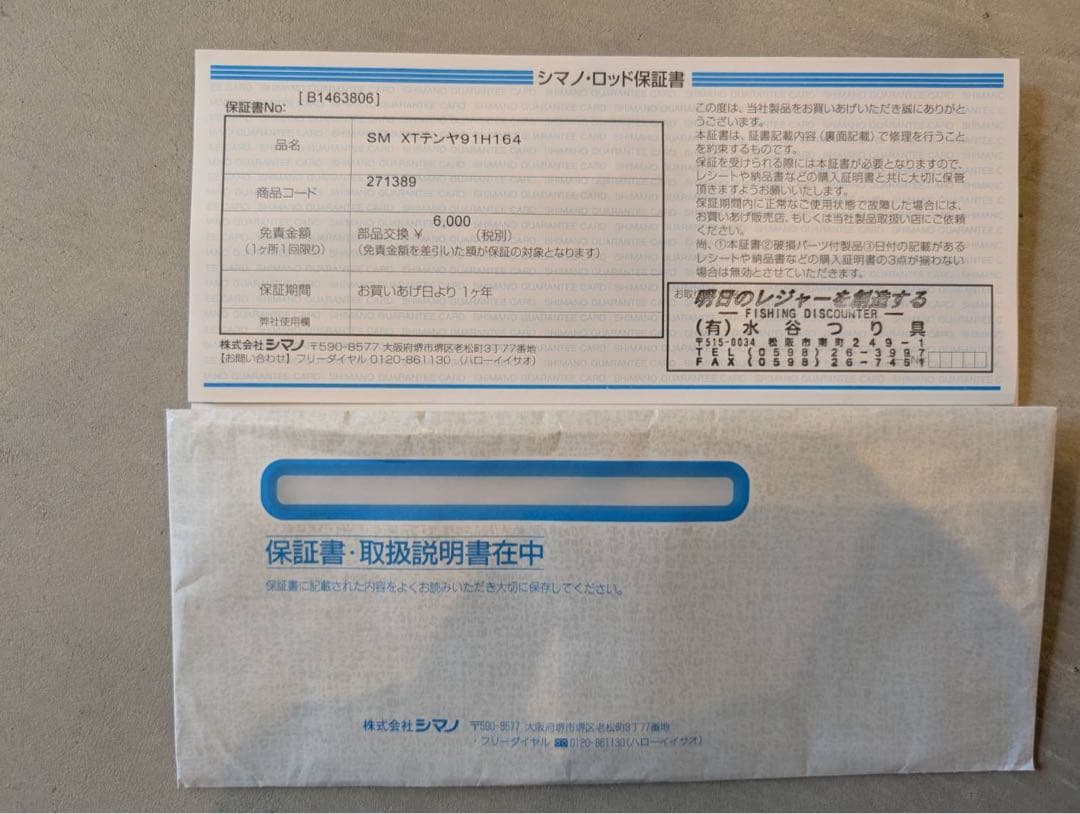 シマノ・ロッド保証書
保証書No: [ B1463806]
品名 SM XTテンヤ91H164
商品コード 271389
免責金額 部品交換 ¥ 6,000 (税別)
(1ヶ所1回限り) (免責金額を差引いた額が保証の対象となります)
保証期間 お買いあげ日より 1ヶ年
弊社使用欄
株式会社シマノ 〒590-8577 大阪府堺市堺区老松町3丁77番地
【お問い合わせ】フリーダイヤル 0120-861130 (ハローイイサオ)
この度は、当社製品をお買いあげいただき誠にありがと
うございます。
本証書は、証書記載内容(裏面記載)で修理を行うこと
を約束するものです。
保証を受けられる際には本証書が必要となりますので、
レシートや納品書などの購入証明書と共に大切に保管
頂きますようお願いいたします。
保証期間内に正常なご使用状態で故障した場合には、
お買いあげ販売店、もしくは当社製品取扱い店にご依頼
ください。
尚、①本証書②破損パーツ付製品③日付の記載がある
レシートや納品書などの購入証明書の3点が揃わない
場合は無効とさせていただきます。
お取
明日のレジャーを創造する
FISHING DISCOUNTER
(有) 水谷つり具
〒515-0034 松阪市南町249-1
TEL (0598) 26-3997
FAX (0598) 26-7451
保証書・取扱説明書在中
保証書に記載された内容をよくお読みいただき大切に保存してください。
株式会社シマノ 〒590-8577 大阪府堺市堺区老松町3丁77番地
・フリーダイヤル 0120-861130(ハローイイサオ)